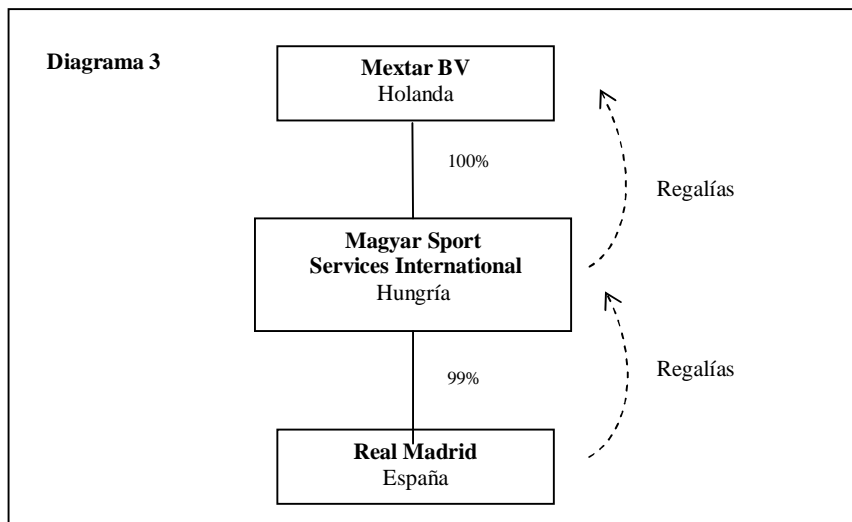 Diagrama 3
Mextar BV
Holanda
100%
Regalías
Magyar Sport
Services International
Hungría
99%
Regalías
Real Madrid
España